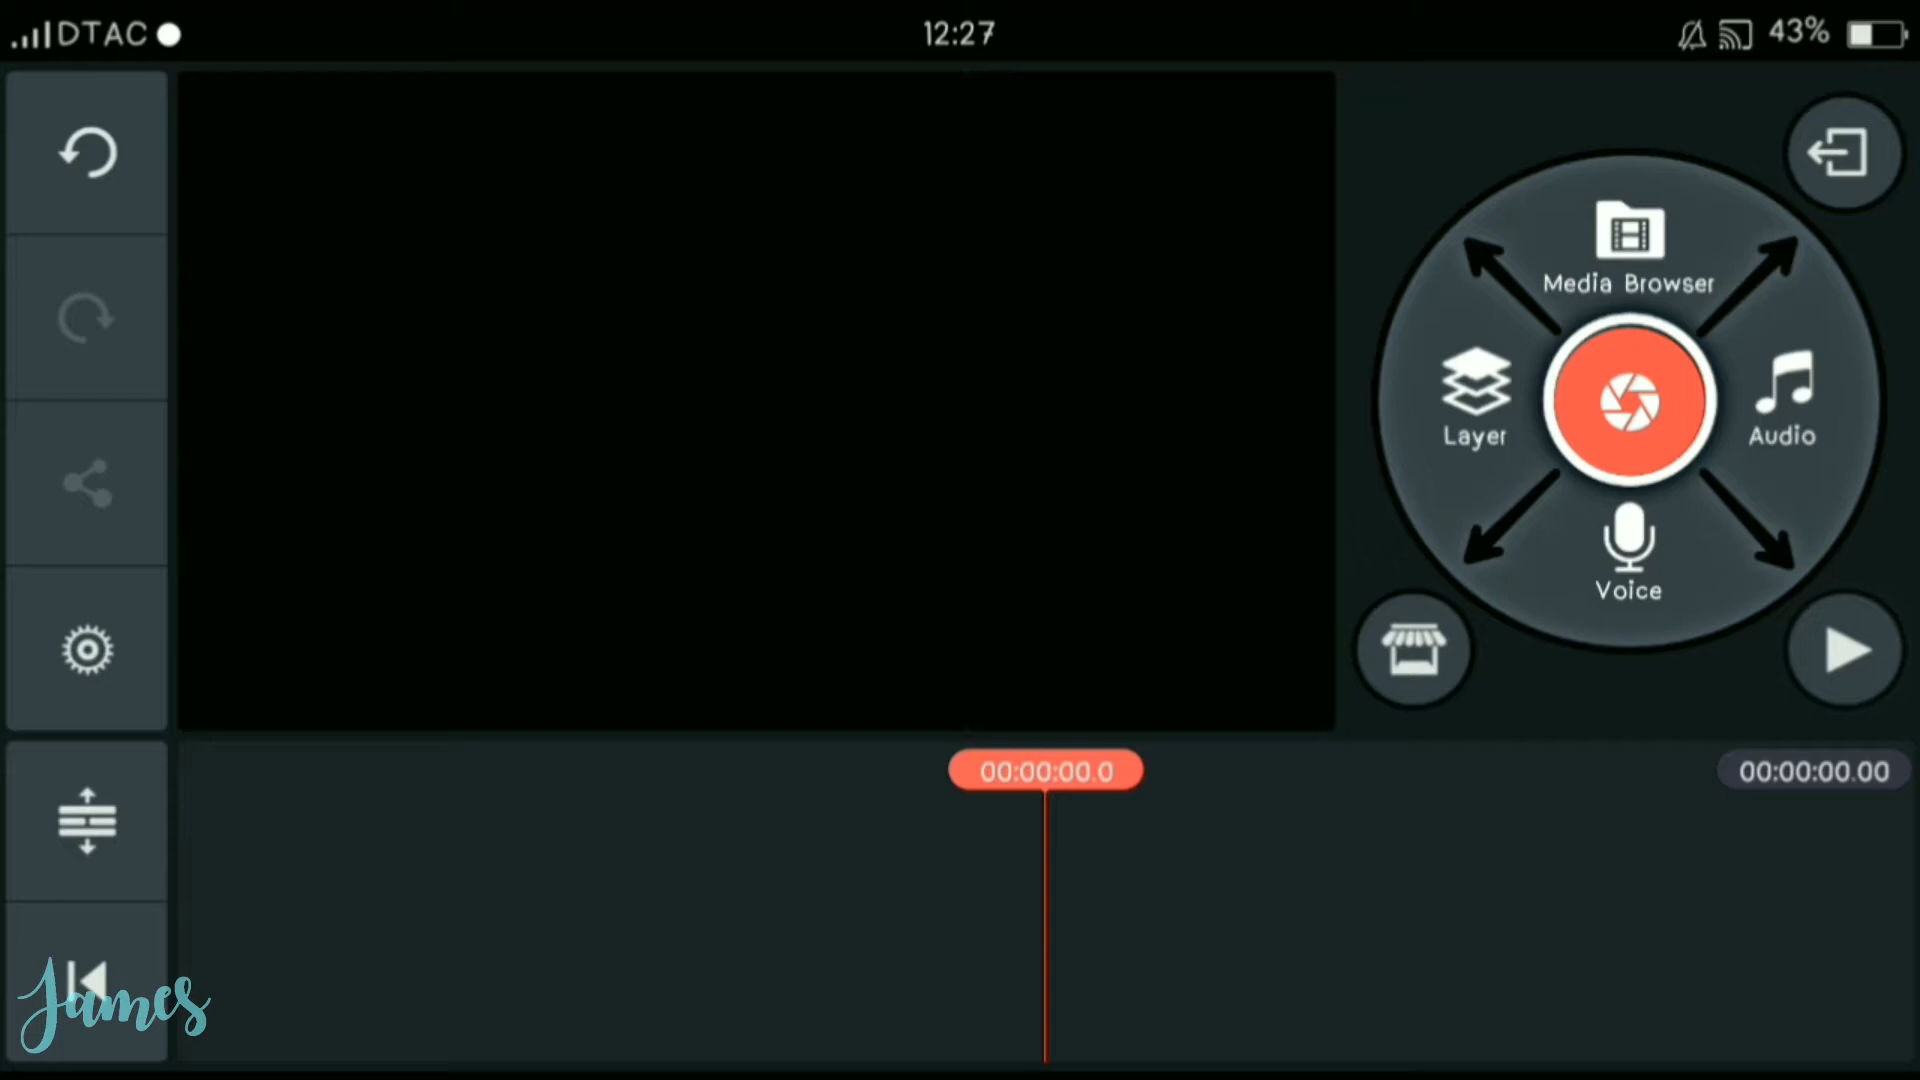 DTAC
12:27
43%
Media Browser
Layer
Audio
Voice
00:00:00.0
00:00:00.00
James